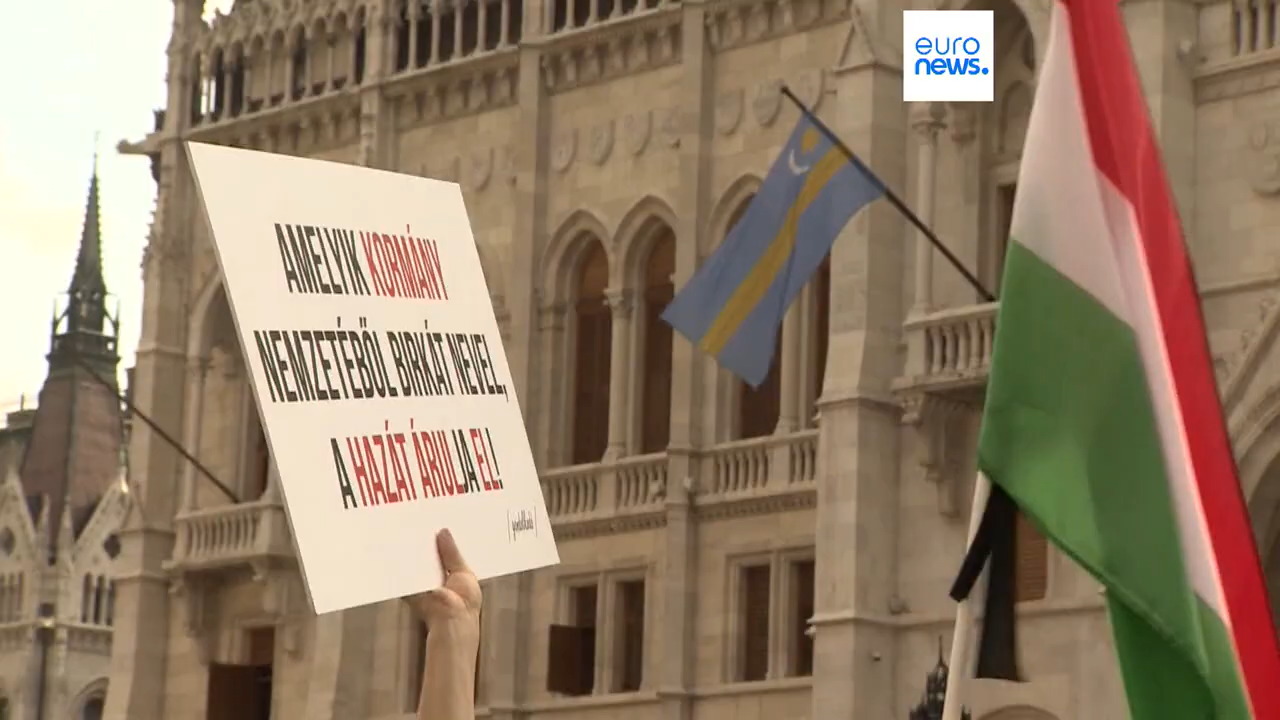 euro
news.
AMELYIK KORMÁNY
NEMZETÉBŐL BIRKÁT NEVEL,
A HAZÁT ÁRULJA EL!